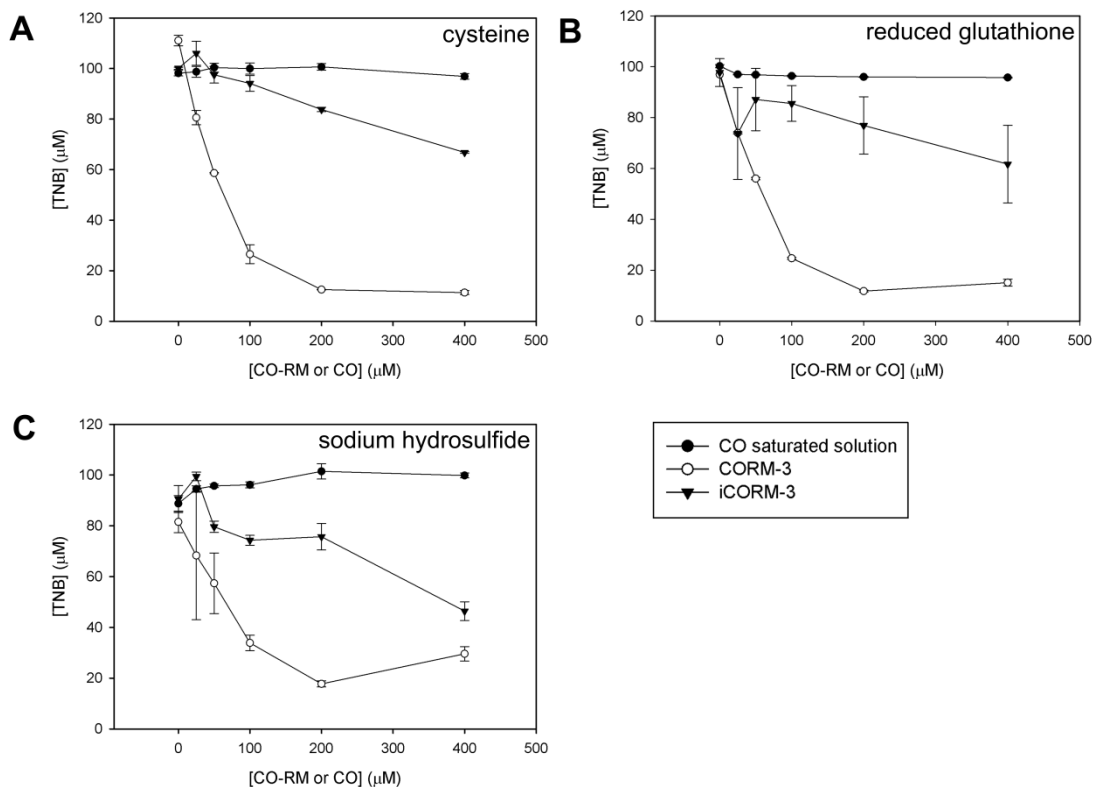 A
cysteine
120
100
80
60
40
20
0
[TNB] (μM)
0 100 200 300 400 500
[CO-RM or CO] (μM)
B
reduced glutathione
120
100
80
60
40
20
0
[TNB] (μM)
0 100 200 300 400 500
[CO-RM or CO] (μM)
C
sodium hydrosulfide
120
100
80
60
40
20
0
[TNB] (μM)
0 100 200 300 400 500
[CO-RM or CO] (μM)
CO saturated solution
CORM-3
iCORM-3